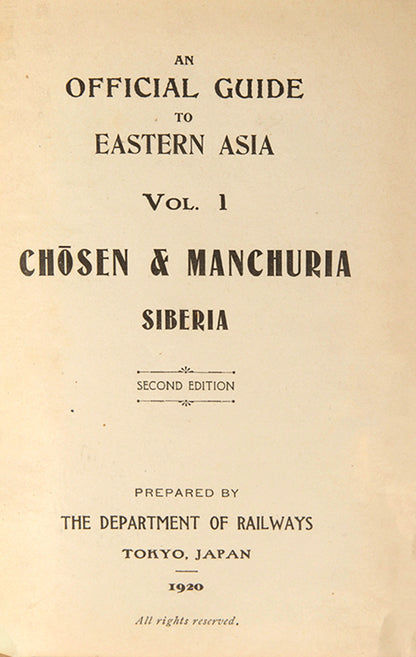 AN
OFFICIAL GUIDE
TO
EASTERN ASIA
VOL. 1
CHŌSEN & MANCHURIA
SIBERIA
SECOND EDITION
PREPARED BY
THE DEPARTMENT OF RAILWAYS
TOKYO, JAPAN
1920
All rights reserved.